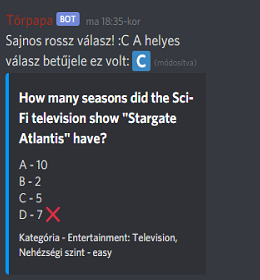 Törpapa BOT ma 18:35-kor
Sajnos rossz válasz! :C A helyes
válasz betűjele ez volt: C (módosítva)
How many seasons did the Sci-
Fi television show "Stargate
Atlantis" have?
A - 10
B - 2
C - 5
D - 7 ❌
Kategória - Entertainment: Television,
Nehézségi szint - easy